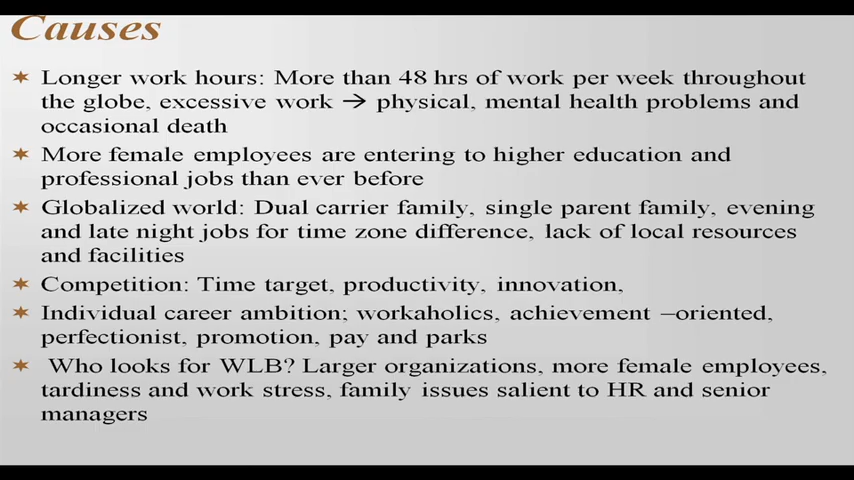 Causes
✶ Longer work hours: More than 48 hrs of work per week throughout
the globe, excessive work → physical, mental health problems and
occasional death
✶ More female employees are entering to higher education and
professional jobs than ever before
✶ Globalized world: Dual carrier family, single parent family, evening
and late night jobs for time zone difference, lack of local resources
and facilities
✶ Competition: Time target, productivity, innovation,
✶ Individual career ambition; workaholics, achievement –oriented,
perfectionist, promotion, pay and parks
✶ Who looks for WLB? Larger organizations, more female employees,
tardiness and work stress, family issues salient to HR and senior
managers